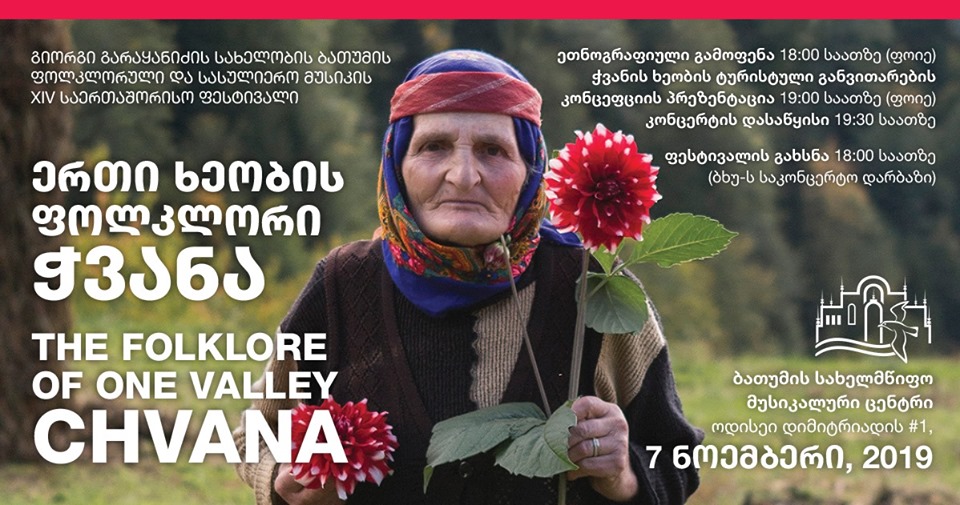 გიორგი გარაყანიძის სახელობის ბათუმის
ფოლკლორული და სასულიერო მუსიკის
XIV საერთაშორისო ფესტივალი
ერთი ხეობის
ფოლკლორი
ჭვანა
THE FOLKLORE
OF ONE VALLEY
CHVANA
ეთნოგრაფიული გამოფენა 18:00 საათზე (ფოიე)
ჭვანის ხეობის ტურისტული განვითარების
კონცეფციის პრეზენტაცია 19:00 საათზე (ფოიე)
კონცერტის დასაწყისი 19:30 საათზე
ფესტივალის გახსნა 18:00 საათზე
(ბხუ-ს საკონცერტო დარბაზი)
ბათუმის სახელმწიფო
მუსიკალური ცენტრი
ოდისეი დიმიტრიადის #1,
7 ნოემბერი, 2019